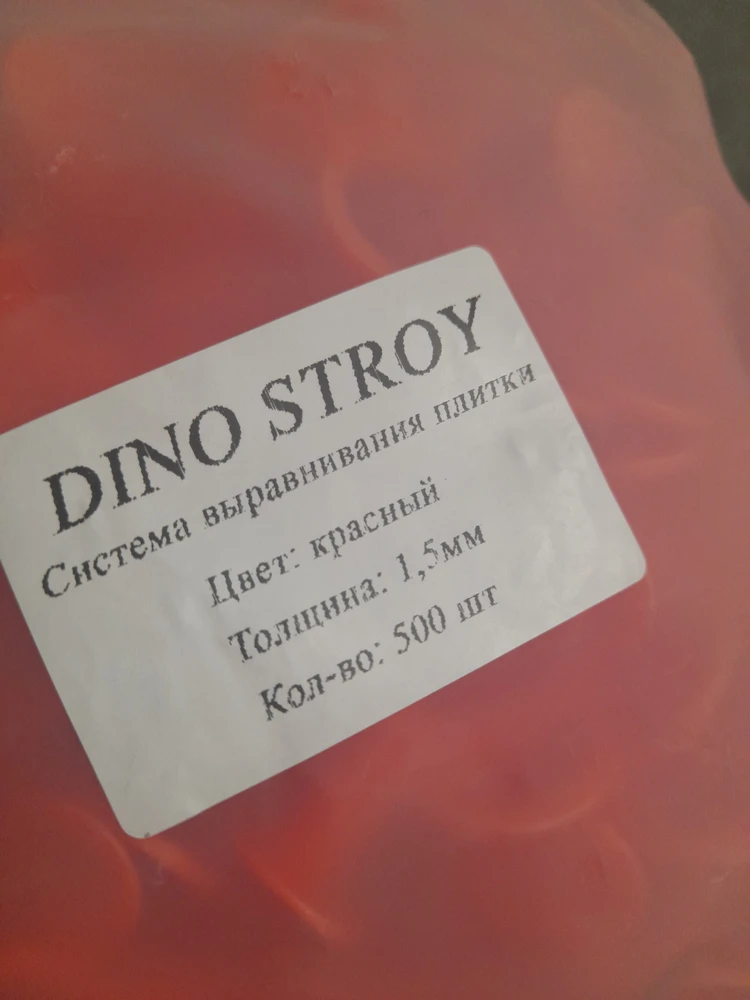 DINO STROY
Система выравнивания плитки
Цвет: красный
Толщина: 1,5мм
Кол-во: 500 шт